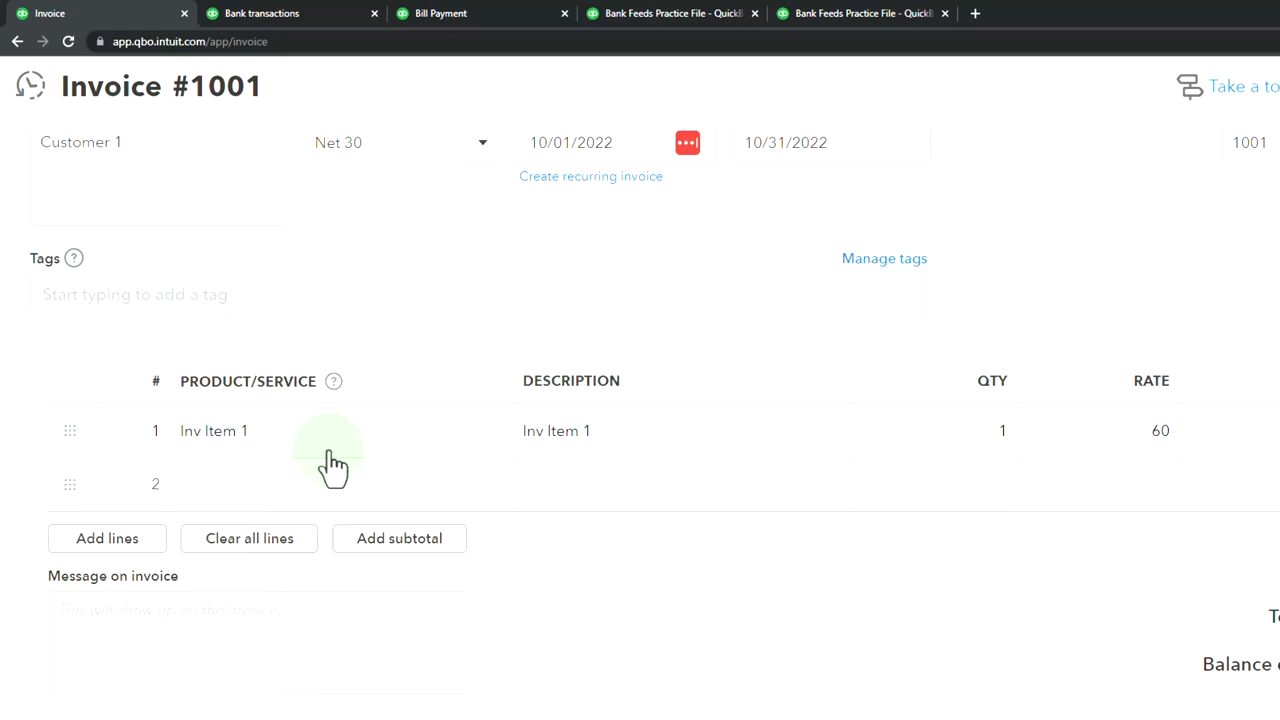 Invoice
Bank transactions
Bill Payment
Bank Feeds Practice File - QuickB
Bank Feeds Practice File - QuickB
app.qbo.intuit.com/app/invoice
Invoice #1001
Take a to
Customer 1
Net 30
10/01/2022
10/31/2022
1001
Create recurring invoice
Tags ?
Manage tags
Start typing to add a tag
# PRODUCT/SERVICE ? DESCRIPTION QTY RATE
1 Inv Item 1 Inv Item 1 1 60
2
Add lines
Clear all lines
Add subtotal
Message on invoice
This will show up on the invoice.
To
Balance